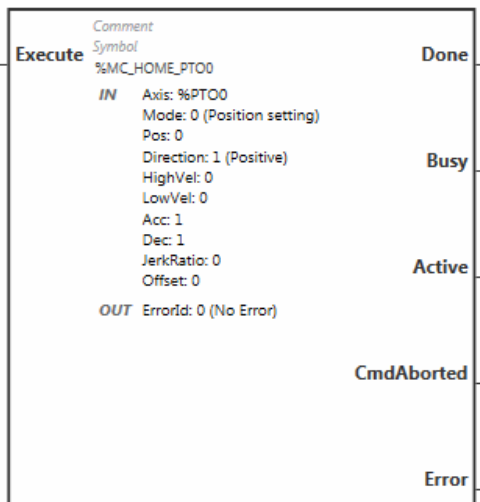 Comment
Execute Symbol Done
%MC_HOME_PTO0
IN Axis: %PTO0
Mode: 0 (Position setting)
Pos: 0
Direction: 1 (Positive) Busy
HighVel: 0
LowVel: 0
Acc: 1
Dec: 1
JerkRatio: 0 Active
Offset: 0
OUT ErrorId: 0 (No Error)
CmdAborted
Error